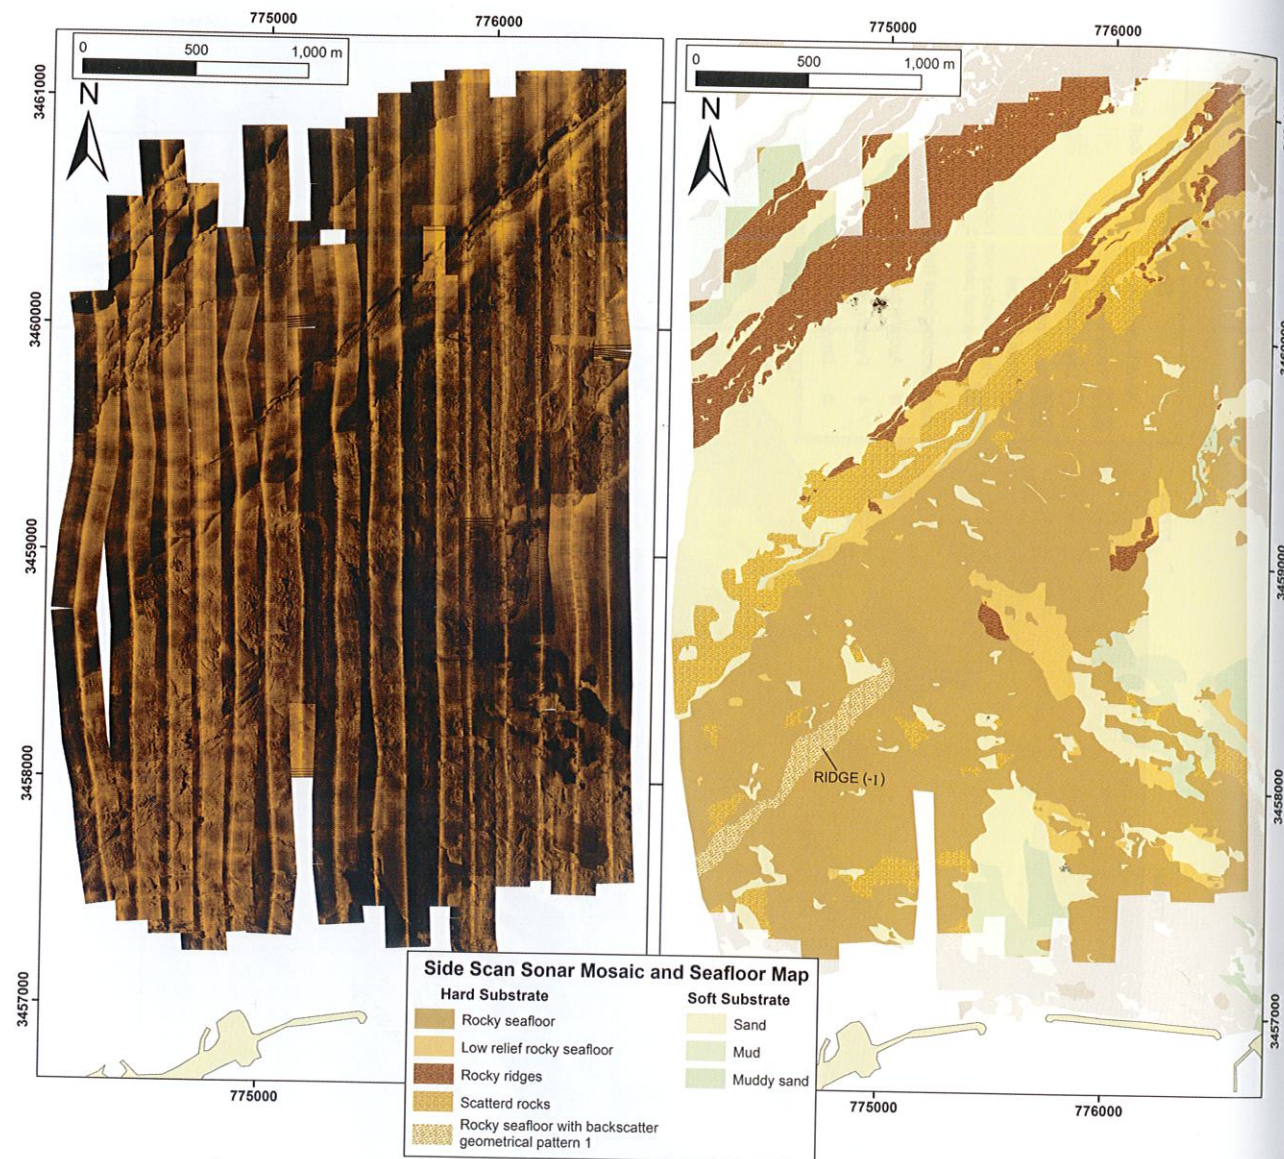 775000
776000
775000
776000
0
500
1,000 m
0
500
1,000 m
N
N
3461000
3460000
3459000
3458000
3457000
3459000
3458000
3457000
RIDGE (-1)
Side Scan Sonar Mosaic and Seafloor Map
Hard Substrate
Rocky seafloor
Low relief rocky seafloor
Rocky ridges
Scatterd rocks
Rocky seafloor with backscatter
geometrical pattern 1
Soft Substrate
Sand
Mud
Muddy sand
775000
775000
776000